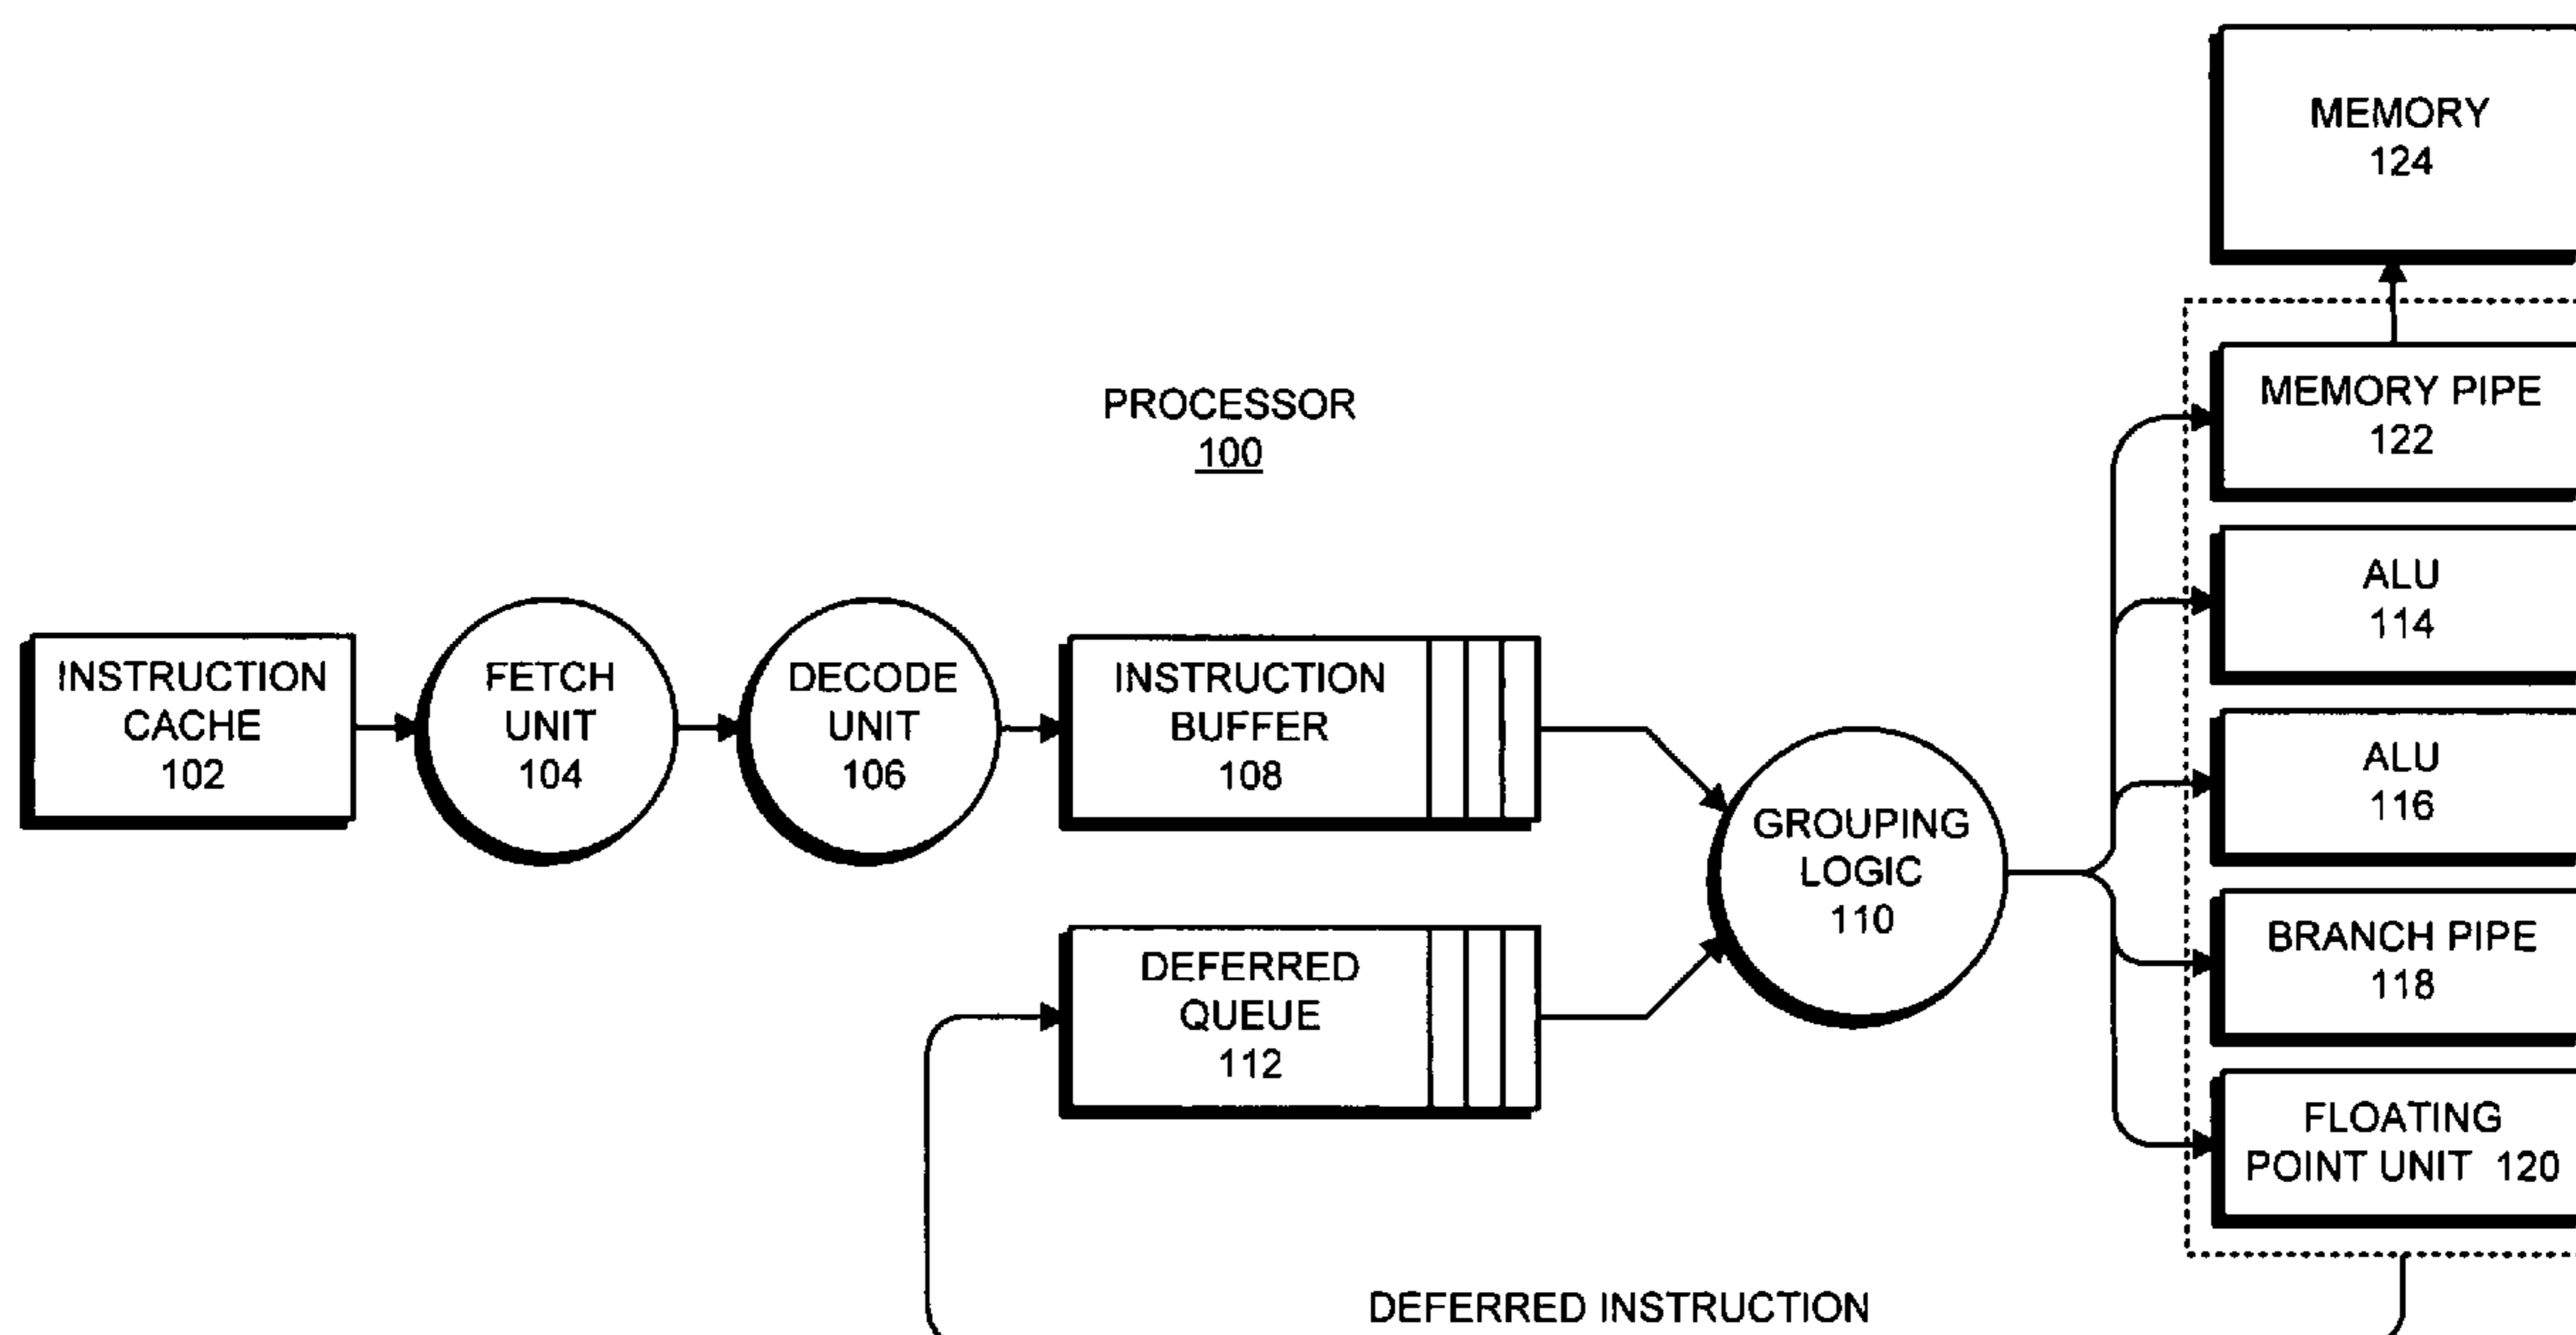 MEMORY
124
PROCESSOR
100
MEMORY PIPE
122
ALU
114
INSTRUCTION
CACHE
102
FETCH
UNIT
104
DECODE
UNIT
106
INSTRUCTION
BUFFER
108
ALU
116
GROUPING
LOGIC
110
BRANCH PIPE
118
DEFERRED
QUEUE
112
FLOATING
POINT UNIT 120
DEFERRED INSTRUCTION